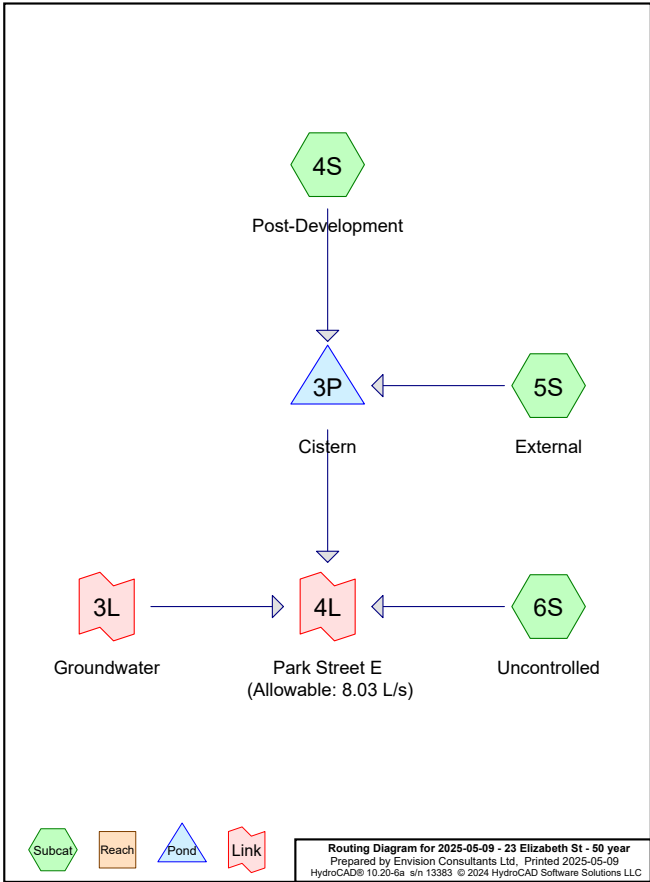 4S
Post-Development
3P
Cistern
5S
External
3L
Groundwater
4L
Park Street E
(Allowable: 8.03 L/s)
6S
Uncontrolled
Subcat
Reach
Pond
Link
Routing Diagram for 2025-05-09 - 23 Elizabeth St - 50 year
Prepared by Envision Consultants Ltd, Printed 2025-05-09
HydroCAD® 10.20-6a s/n 13383 © 2024 HydroCAD Software Solutions LLC